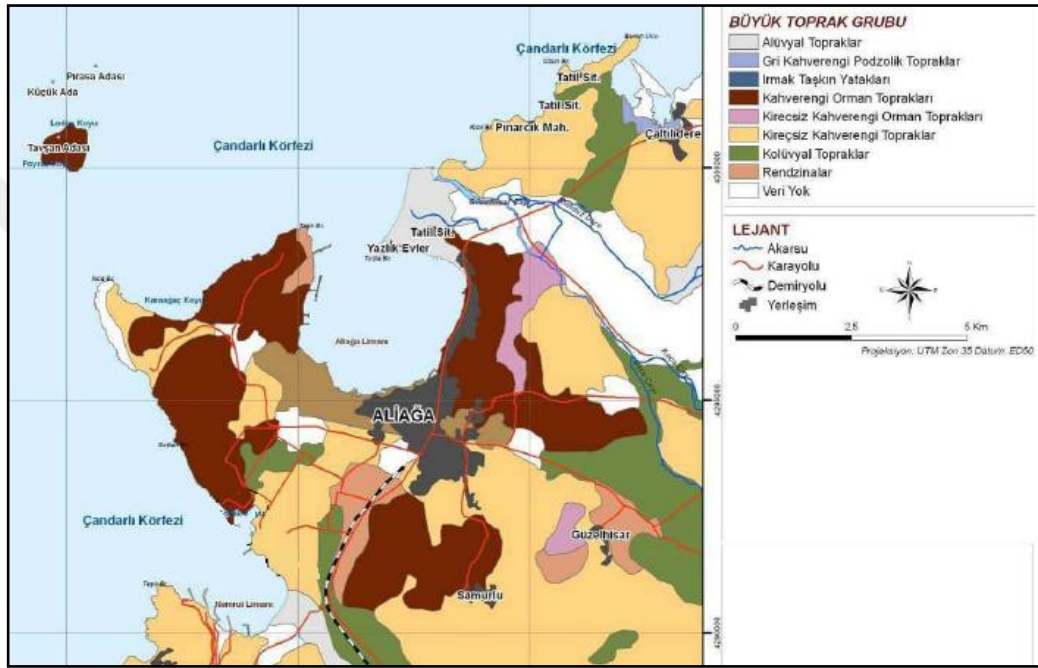 Çandarlı Körfezi
Pırasa Adası
Küçük Ada
Tavşan Adası
Çandarlı Körfezi
Tatil Sit.
Tatil Sit.
Pınarcık Mah.
Çaltılıdere
Tatil Sit.
Yazlık Evler
Karaağaç Koyu
Aliağa Limanı
ALİAĞA
Çandarlı Körfezi
Güzelhisar
Samurlu
Nemrut Limanı
4290000
BÜYÜK TOPRAK GRUBU
Alüvyal Topraklar
Gri Kahverengi Podzolik Topraklar
Irmak Taşkın Yatakları
Kahverengi Orman Toprakları
Kirecsiz Kahverengi Orman Toprakları
Kireçsiz Kahverengi Topraklar
Kolüvyal Topraklar
Rendzinalar
Veri Yok
LEJANT
Akarsu
Karayolu
Demiryolu
Yerleşim
0 2,5 5 Km
Projeksiyon: UTM Zon 35 Datum: ED50